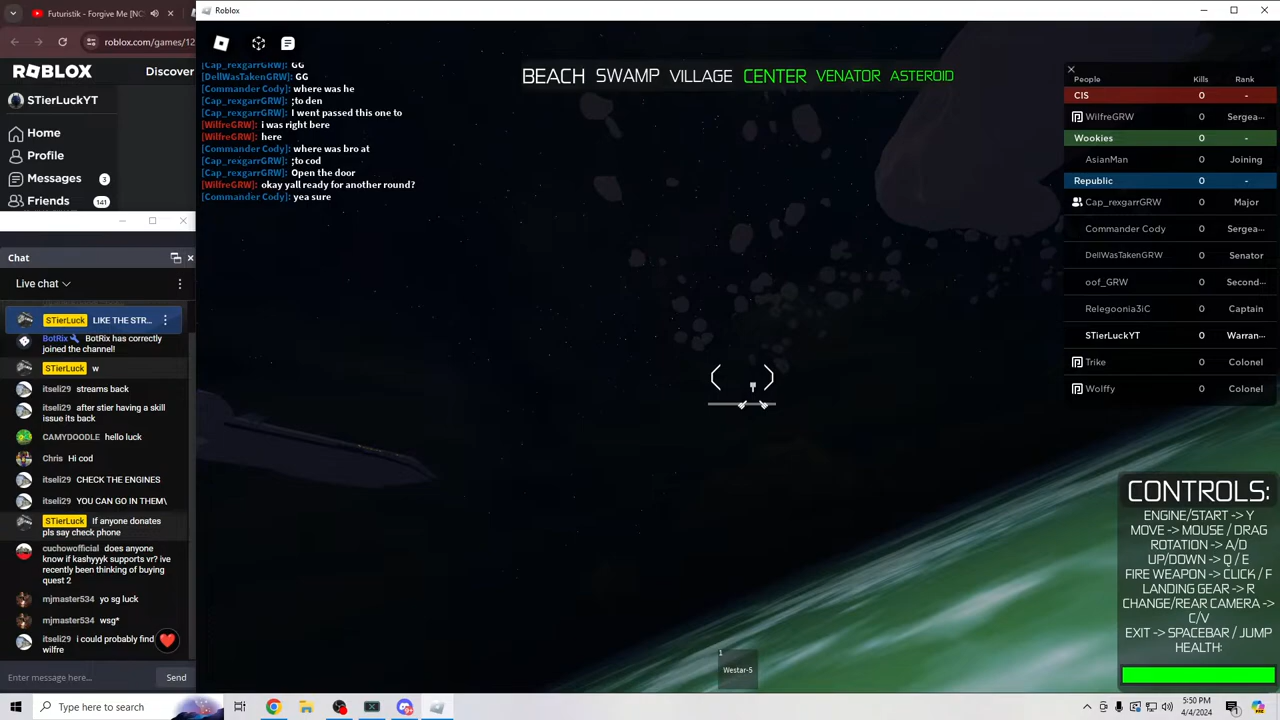 Roblox
Youtube
roblox.com/games/12
ROBLOX
Discover
STierLuckYT
Home
Messages
3
Friends
141
Chat
Live chat
STierLuck LIKE THE STR...
BotRix BotRix has correctly
joined the channel!
STierLuck w
itseli29 streams back
itseli29 after stier having a skill
issue its back
CAMYDOODLE hello luck
Chris Hi cod
itseli29 CHECK THE ENGINES
itseli29 YOU CAN GO IN THEM\
STierLuck If anyone donates
pls say check phone
cuchowofficial does anyone
know if kashyyyk supports vr? ive
recently been thinking of buying
quest 2
mjmaster534 yo sg luck
mjmaster534 wsg*
itseli29 i could probably find
wilfre
Enter message here...
Send
[Cap_rexgarrGRW]: GG
[DellWasTakenGRW]: GG
[Commander Cody]: where was he
[Cap_rexgarrGRW]: ;to den
[Cap_rexgarrGRW]: I went passed this one to
[WilfreGRW]: i was right bere
[WilfreGRW]: here
[Commander Cody]: where was bro at
[Cap_rexgarrGRW]: ;to cod
[Cap_rexgarrGRW]: Open the door
[WilfreGRW]: okay yall ready for another round?
[Commander Cody]: yea sure
BEACH SWAMP VILLAGE CENTER VENATOR ASTEROID
People Kills Rank
CIS 0 -
WilfreGRW 0 Sergea...
Wookies 0 -
AsianMan 0 Joining
Republic 0 -
Cap_rexgarrGRW 0 Major
Commander Cody 0 Sergea...
DellWasTakenGRW 0 Senator
oof_GRW 0 Second...
Relegoonia3iC 0 Captain
STierLuckYT 0 Warran...
Trike 0 Colonel
Wolffy 0 Colonel
CONTROLS:
ENGINE/START -> Y
MOVE -> MOUSE / DRAG
ROTATION -> A/D
UP/DOWN -> Q / E
FIRE WEAPON -> CLICK / F
LANDING GEAR -> R
CHANGE/REAR CAMERA ->
C/V
EXIT -> SPACEBAR / JUMP
HEALTH:
1
Westar-5
Type here to search
5:50 PM
4/4/2024
1